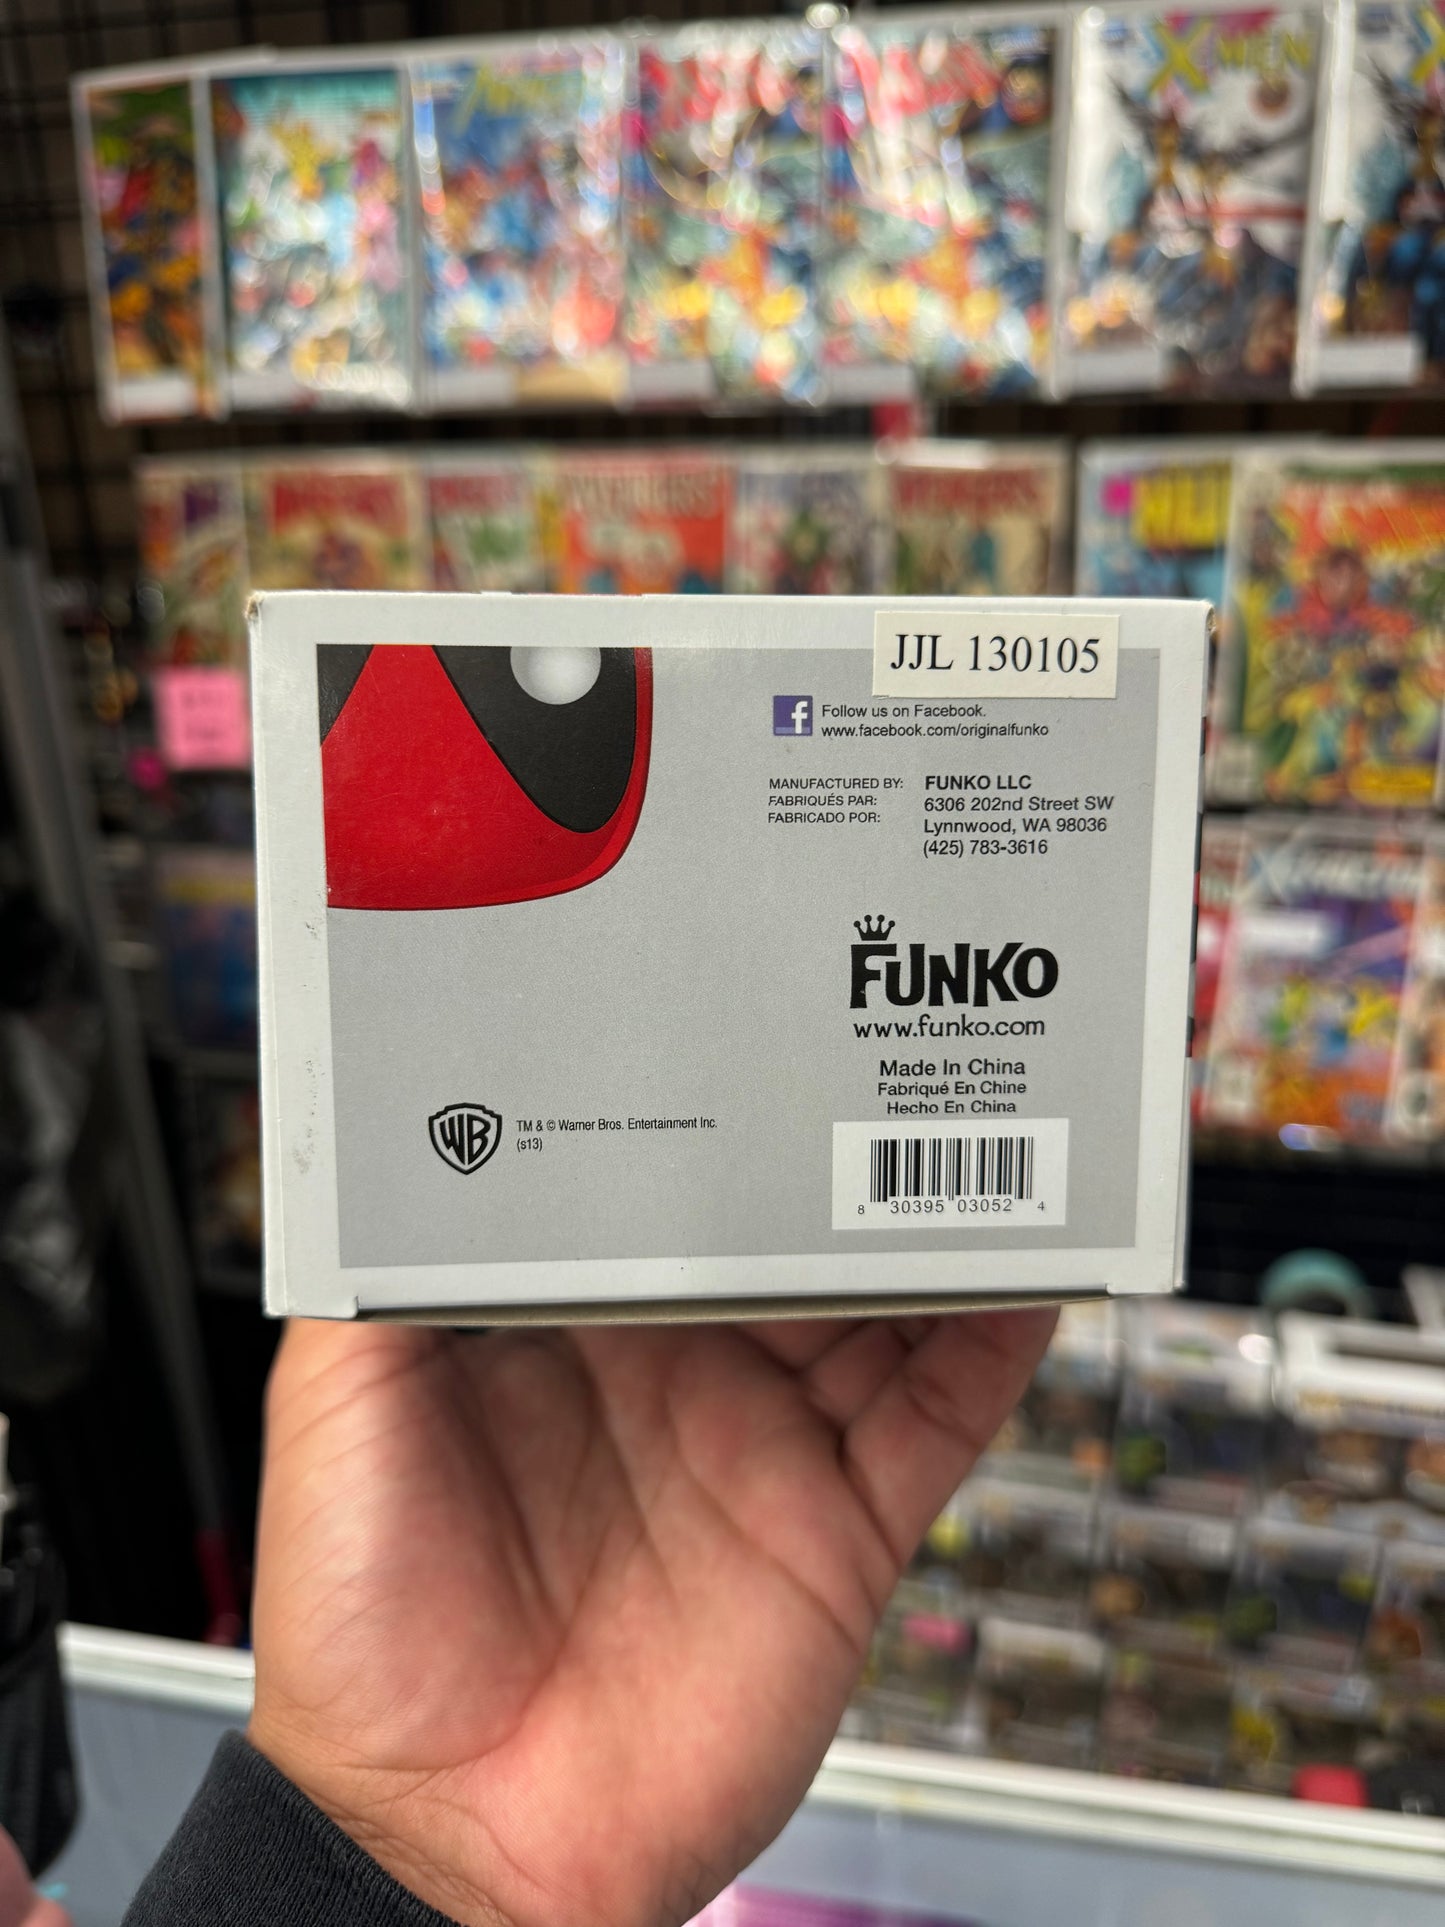 X-MEN
AVENGERS
JJL 130105
f Follow us on Facebook.
www.facebook.com/originalfunko
MANUFACTURED BY: FUNKO LLC
FABRIQUÉS PAR: 6306 202nd Street SW
FABRICADO POR: Lynnwood, WA 98036
(425) 783-3616
FUNKO
www.funko.com
Made In China
Fabriqué En Chine
Hecho En China
WB TM & © Warner Bros. Entertainment Inc.
(s13)
8 30395 03052 4